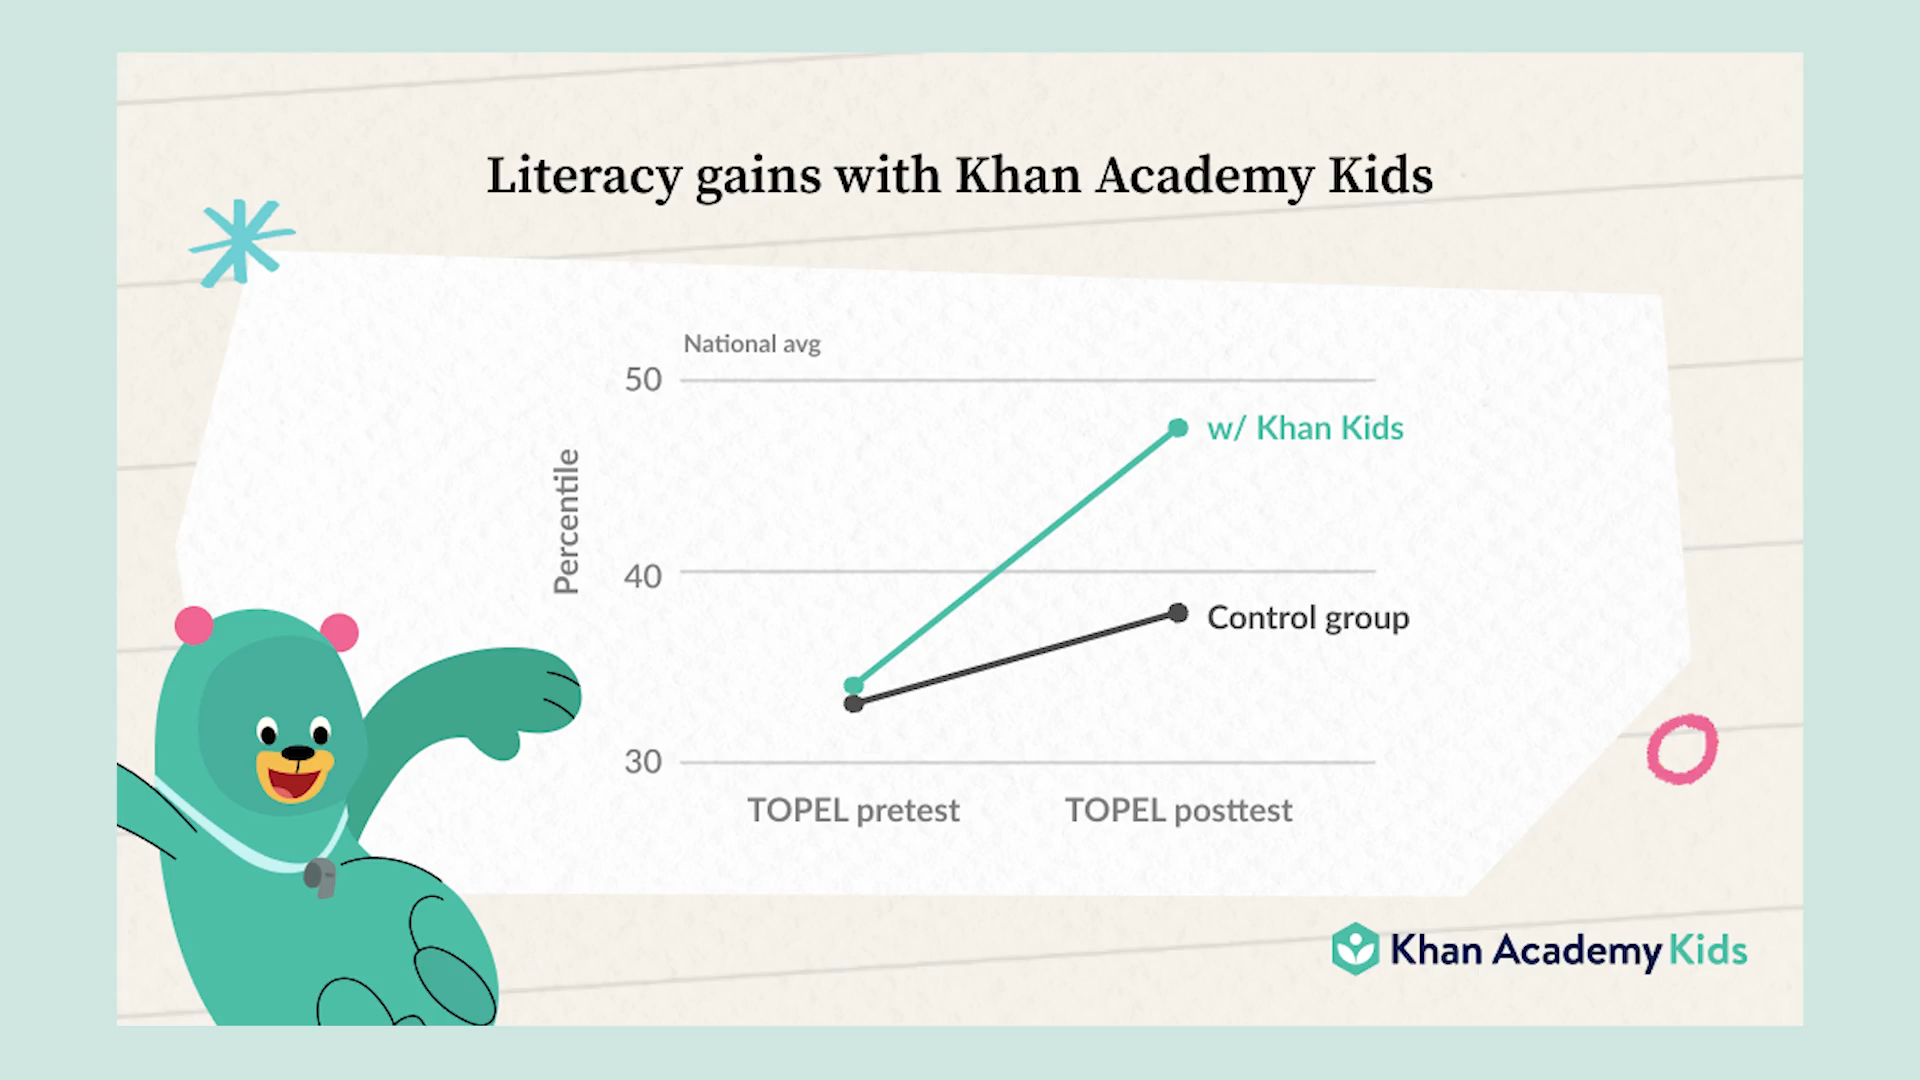 Literacy gains with Khan Academy Kids
National avg
50
w/ Khan Kids
Percentile
40
Control group
30
TOPEL pretest
TOPEL posttest
Khan Academy Kids